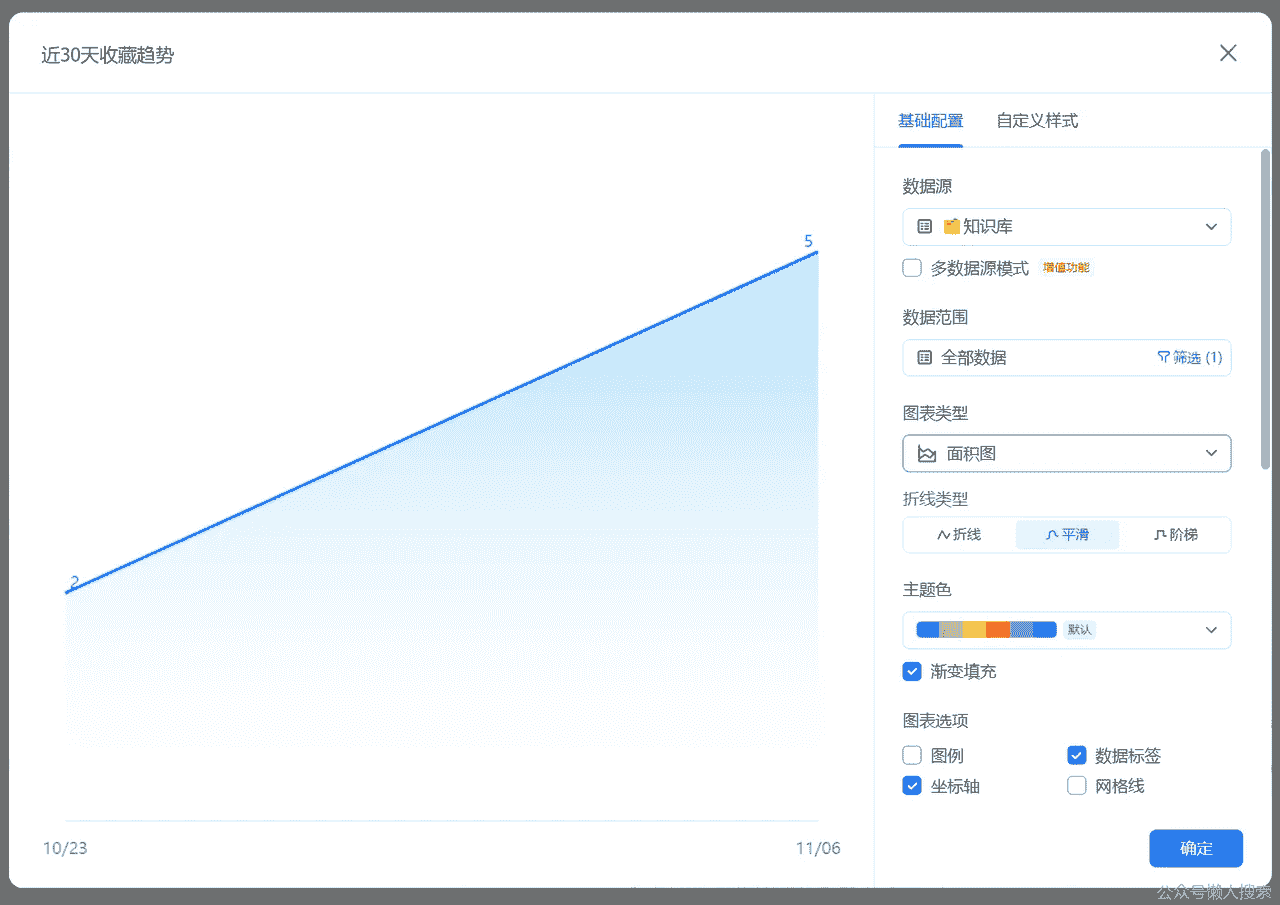 近30天收藏趋势
5
2
10/23
11/06
基础配置 自定义样式
数据源
知识库
多数据源模式 增值功能
数据范围
全部数据 筛选 (1)
图表类型
面积图
折线类型
折线 平滑 阶梯
主题色
默认
渐变填充
图表选项
图例 数据标签
坐标轴 网格线
确定
公众号懒人搜索